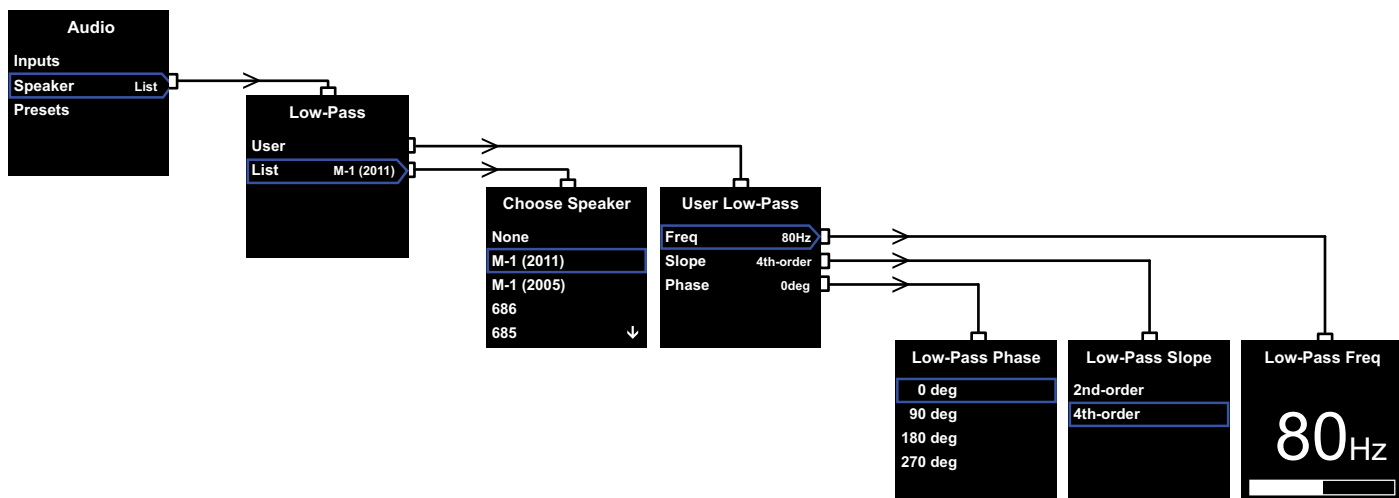 Audio
Inputs
Speaker List
Presets
Low-Pass
User
List M-1 (2011)
Choose Speaker
None
M-1 (2011)
M-1 (2005)
686
685
User Low-Pass
Freq 80Hz
Slope 4th-order
Phase 0deg
Low-Pass Phase
0 deg
90 deg
180 deg
270 deg
Low-Pass Slope
2nd-order
4th-order
Low-Pass Freq
80Hz